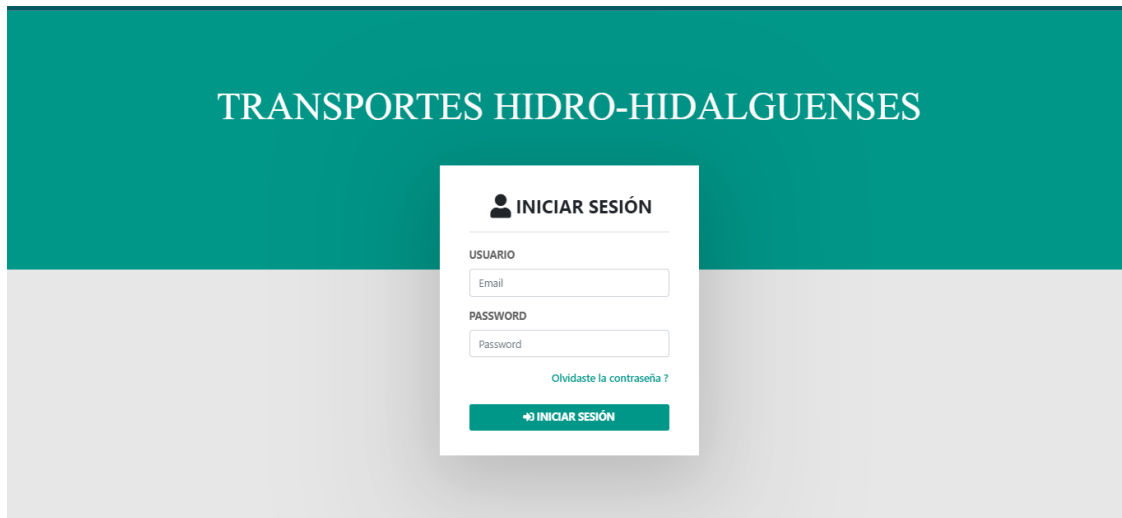 TRANSPORTES HIDRO-HIDALGUENSES
INICIAR SESIÓN
USUARIO
Email
PASSWORD
Password
Olvidaste la contraseña ?
INICIAR SESIÓN